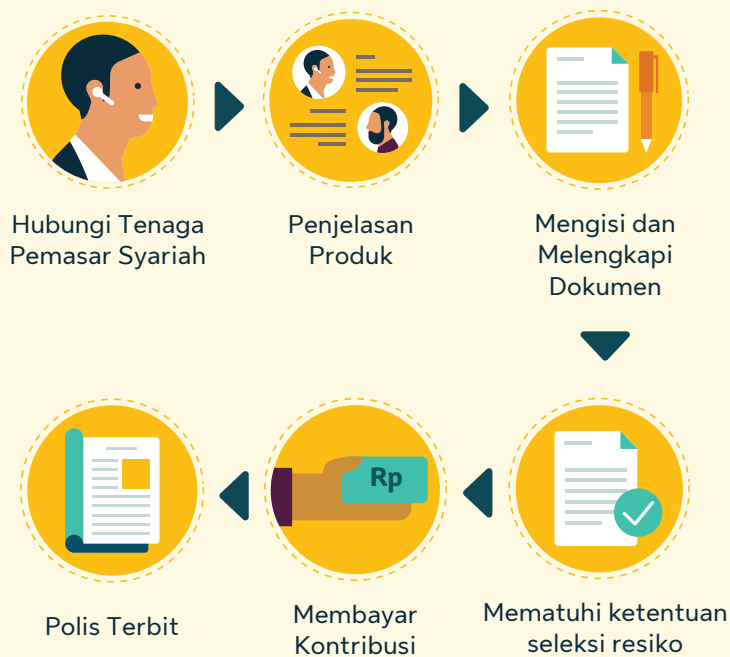 Hubungi Tenaga
Pemasar Syariah
Penjelasan
Produk
Mengisi dan
Melengkapi
Dokumen
Mematuhi ketentuan
seleksi resiko
Rp
Membayar
Kontribusi
Polis Terbit